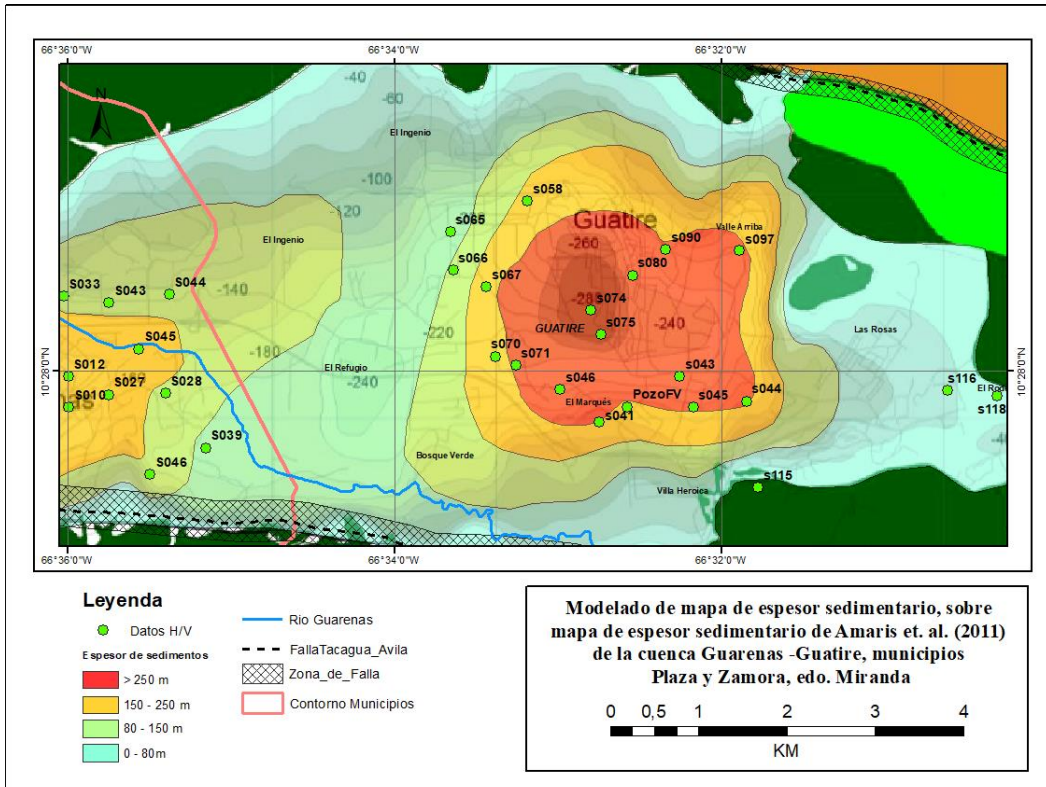 66°36'0"W 66°34'0"W 66°32'0"W
-40
-60
El Ingenio
N
-100
-120
s058
Guatire
s065
El Ingenio
Valle Arriba
-260
s090
s097
s066
s080
s067
S033
S043
S044
-140
s074
-220
GUATIRE
s075
-240
Las Rosas
S045
-180
s070
s071
10°28'0"N
10°28'0"N
El Refugio
-240
S012
s043
s046
S027
S028
El Marqués
PozoFV
s045
s044
s116
S010
as
s118
s041
S039
Bosque Verde
S046
Villa Heroica
s115
66°36'0"W 66°34'0"W 66°32'0"W
Leyenda
Datos H/V
Espesor de sedimentos
> 250 m
150 - 250 m
80 - 150 m
0 - 80m
Rio Guarenas
FallaTacagua_Avila
Zona_de_Falla
Contorno Municipios
Modelado de mapa de espesor sedimentario, sobre
mapa de espesor sedimentario de Amaris et. al. (2011)
de la cuenca Guarenas -Guatire, municipios
Plaza y Zamora, edo. Miranda
0 0,5 1 2 3 4
KM